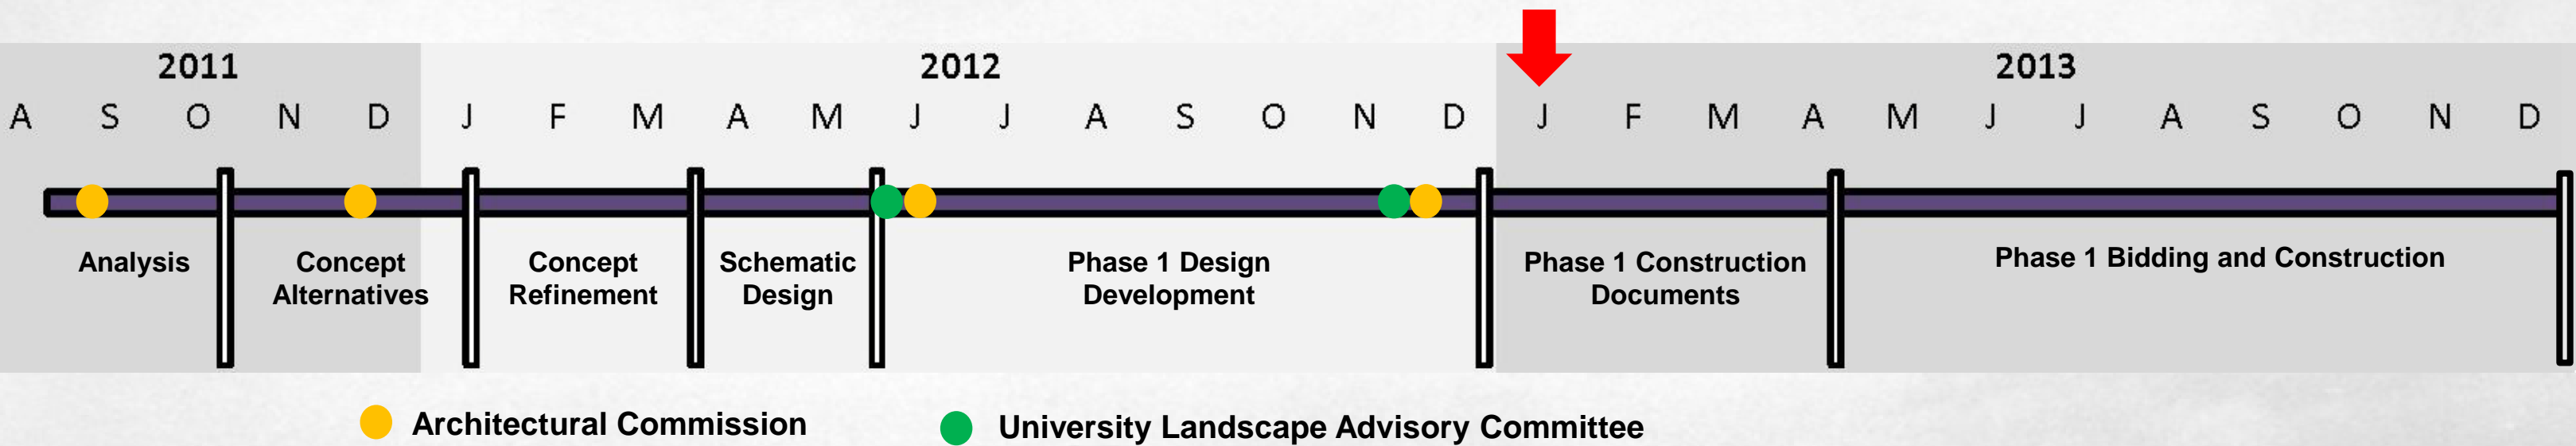 2011 2012 2013
A S O N D J F M A M J J A S O N D J F M A M J J A S O N D
Analysis
Concept
Alternatives
Concept
Refinement
Schematic
Design
Phase 1 Design
Development
Phase 1 Construction
Documents
Phase 1 Bidding and Construction
Architectural Commission
University Landscape Advisory Committee